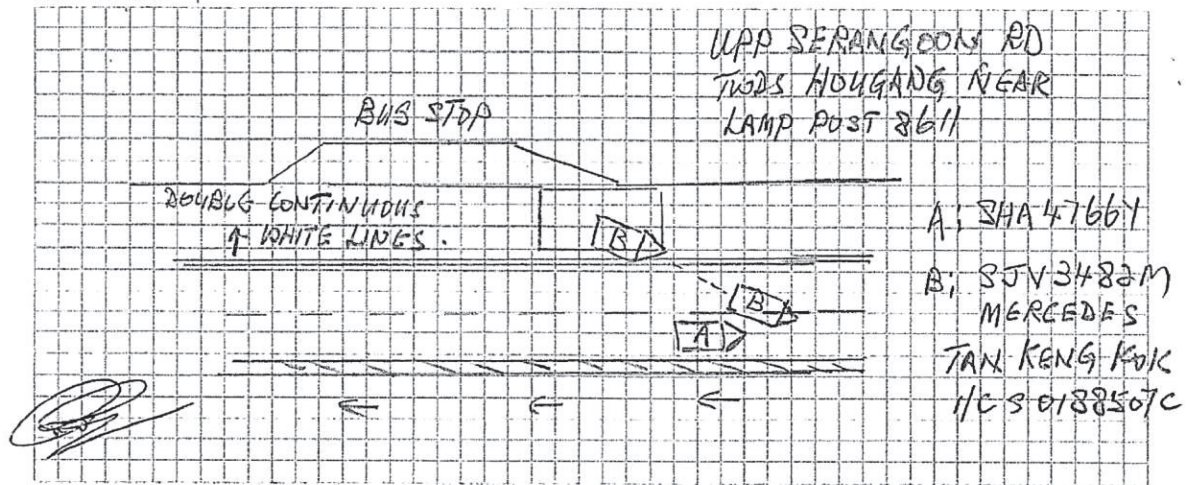 UPP SERANGOON RD
TWDS HOUGANG NEAR
LAMP POST 8611
BUS STOP
DOUBLE CONTINUOUS
WHITE LINES.
B
B
A
A; SHA4766Y
B; SJV3482M
MERCEDES
TAN KENG KOK
I/C S0188507C